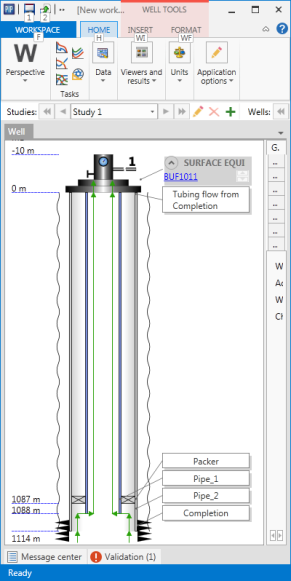 PF
[New work...
WELL TOOLS
1
2
WORKSPACE
HOME
INSERT
FORMAT
F
H
WI
WF
W
Perspective
Tasks
Data
Viewers and
results
Units
Application
options
Studies:
Study 1
Wells:
Well
G.
-10 m
1
SURFACE EQUI
BUF1011
0 m
Tubing flow from
Completion
W
Ac
W
Cl
Packer
Pipe_1
Pipe_2
Completion
1087 m
1088 m
1114 m
Message center
Validation (1)
Ready